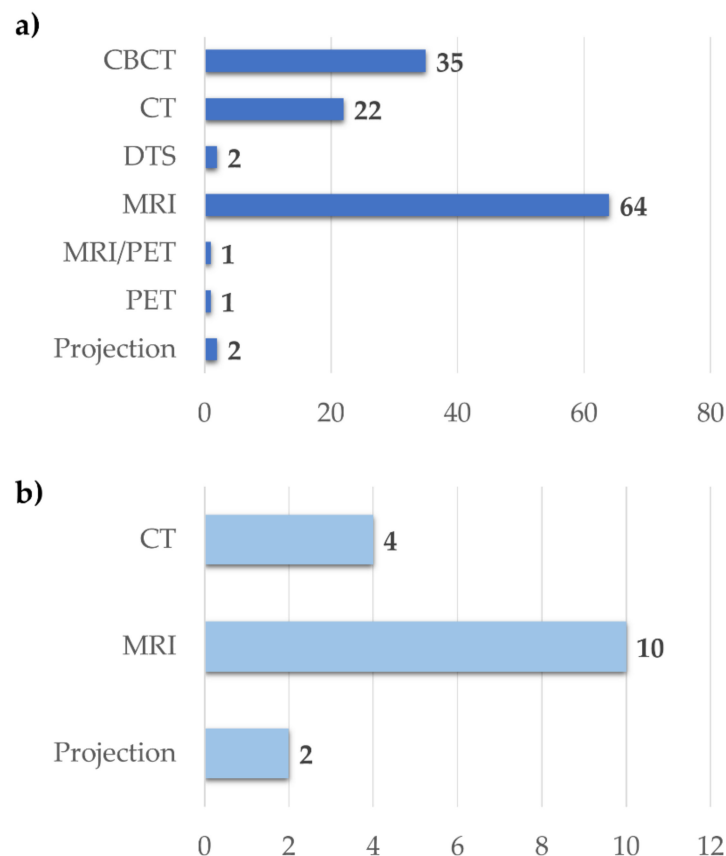 a)
CBCT 35
CT 22
DTS 2
MRI 64
MRI/PET 1
PET 1
Projection 2
0 20 40 60 80
b)
CT 4
MRI 10
Projection 2
0 2 4 6 8 10 12